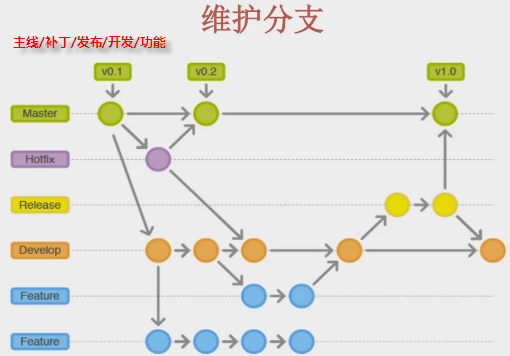 维护分支
主线/补丁/发布/开发/功能
v0.1
v0.2
v1.0
Master
Hotfix
Release
Develop
Feature
Feature